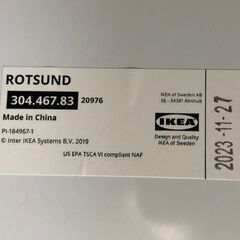 ROTSUND
304.467.83 20976
Made in China
PI-184967-1
© Inter IKEA Systems B.V. 2019
US EPA TSCA VI compliant NAF
IKEA of Sweden AB
SE - 34381 Älmhult
IKEA
Design and Quality
IKEA of Sweden
2023-11-27